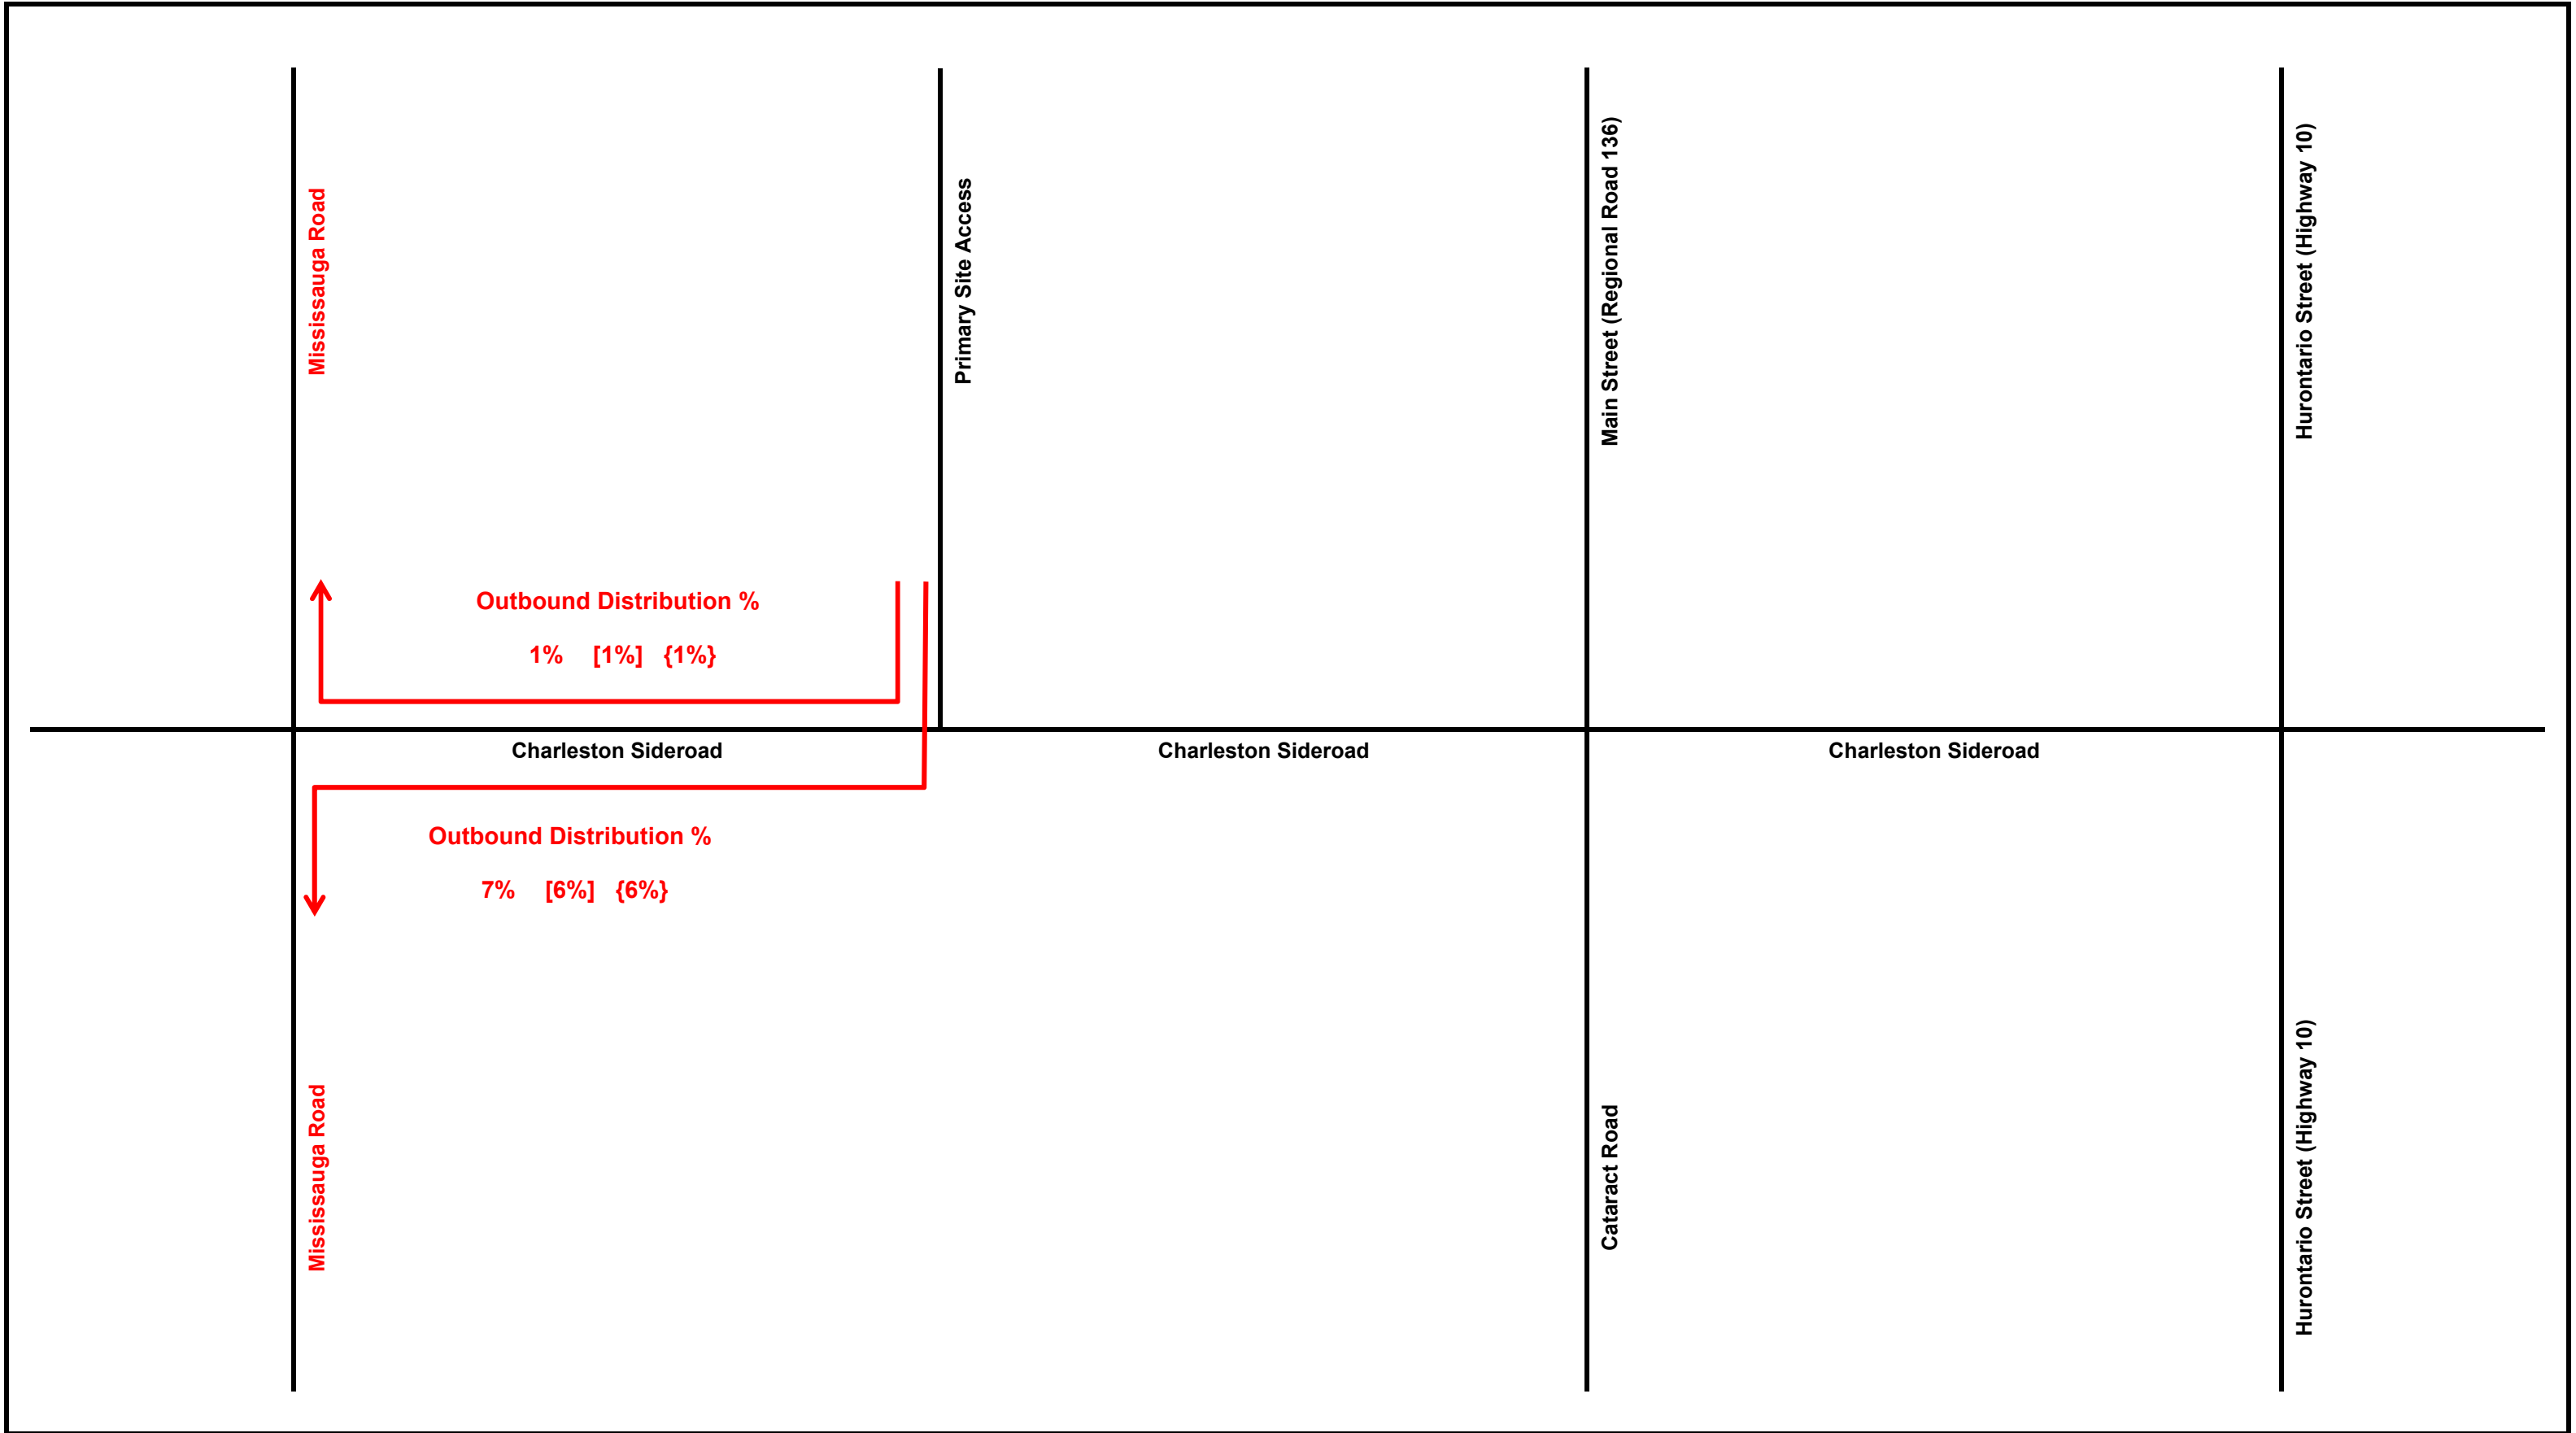 Mississauga Road
Primary Site Access
Main Street (Regional Road 136)
Hurontario Street (Highway 10)
Outbound Distribution %
1% [1%] {1%}
Charleston Sideroad
Charleston Sideroad
Charleston Sideroad
Outbound Distribution %
7% [6%] {6%}
Mississauga Road
Cataract Road
Hurontario Street (Highway 10)